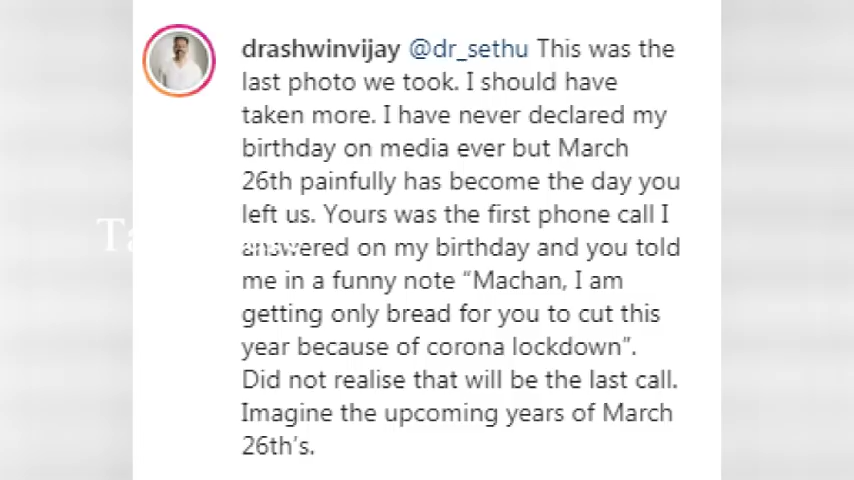 drashwinvijay @dr_sethu This was the
last photo we took. I should have
taken more. I have never declared my
birthday on media ever but March
26th painfully has become the day you
left us. Yours was the first phone call I
answered on my birthday and you told
me in a funny note “Machan, I am
getting only bread for you to cut this
year because of corona lockdown”.
Did not realise that will be the last call.
Imagine the upcoming years of March
26th's.